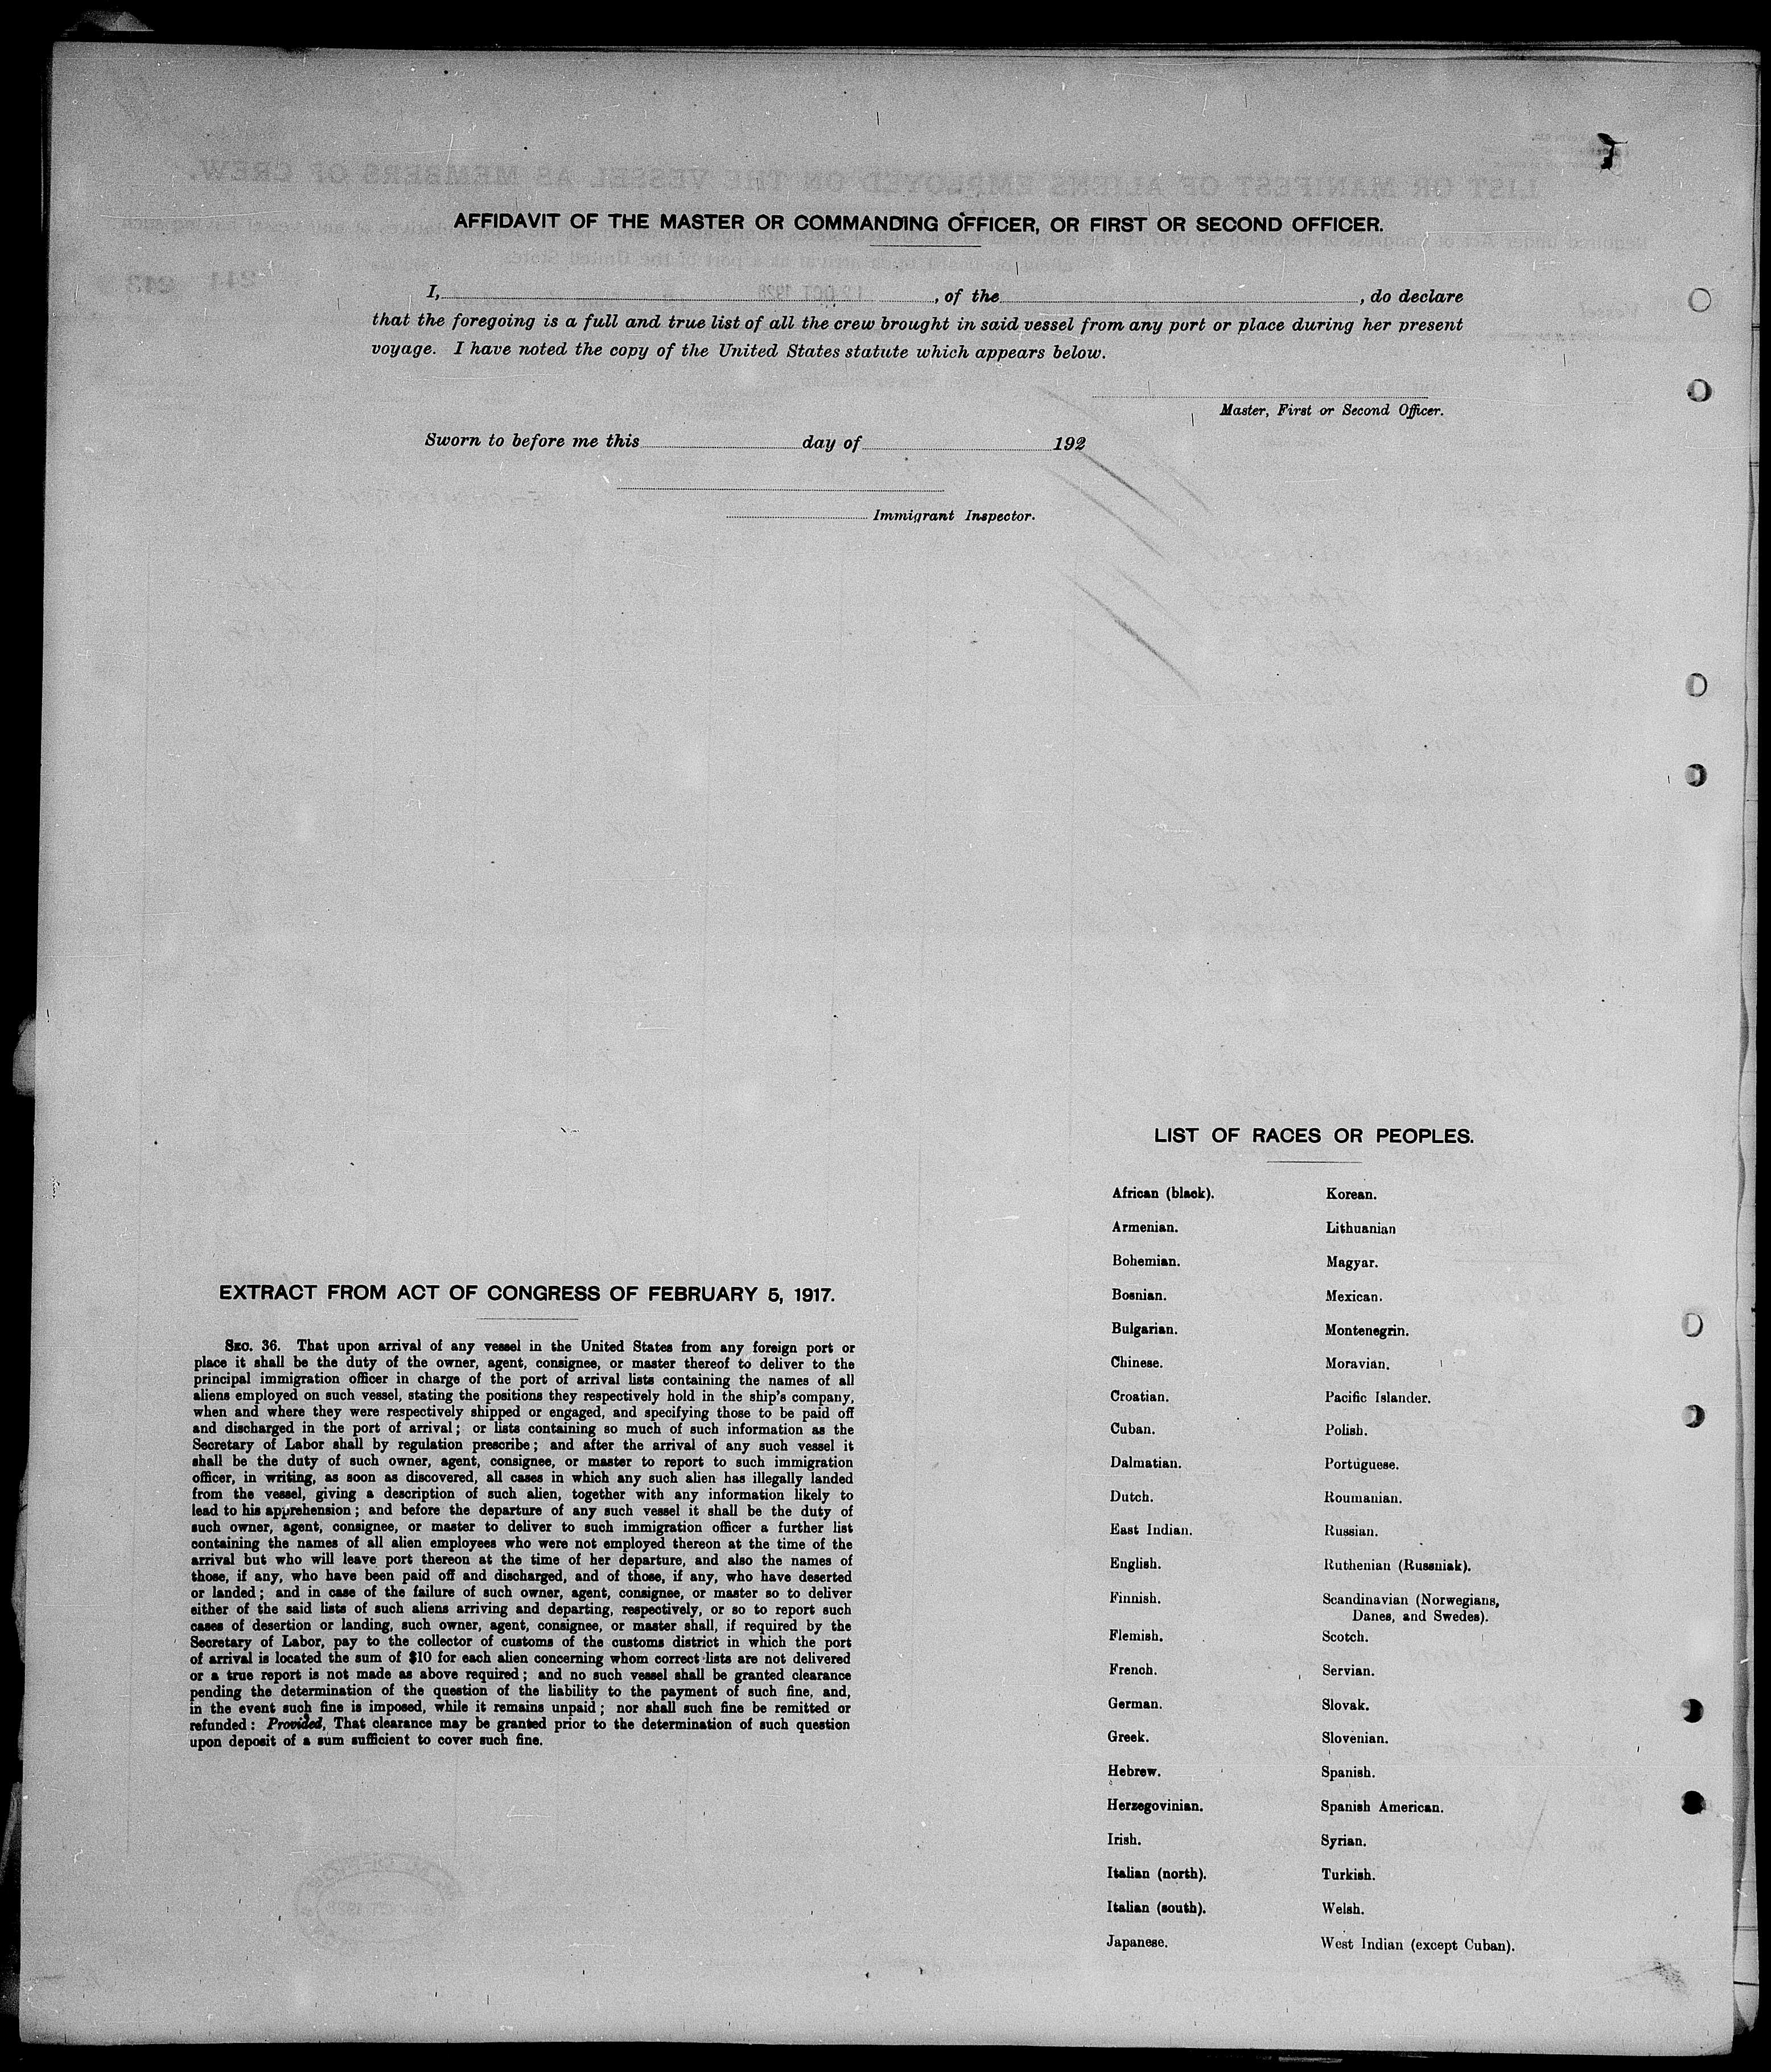 AFFIDAVIT OF THE MASTER OR COMMANDING OFFICER, OR FIRST OR SECOND OFFICER.
I, , of the , do declare
that the foregoing is a full and true list of all the crew brought in said vessel from any port or place during her present
voyage. I have noted the copy of the United States statute which appears below.
Master, First or Second Officer.
Sworn to before me this day of 192
Immigrant Inspector.
EXTRACT FROM ACT OF CONGRESS OF FEBRUARY 5, 1917.
SEC. 36. That upon arrival of any vessel in the United States from any foreign port or
place it shall be the duty of the owner, agent, consignee, or master thereof to deliver to the
principal immigration officer in charge of the port of arrival lists containing the names of all
aliens employed on such vessel, stating the positions they respectively hold in the ship's company,
when and where they were respectively shipped or engaged, and specifying those to be paid off
and discharged in the port of arrival; or lists containing so much of such information as the
Secretary of Labor shall by regulation prescribe; and after the arrival of any such vessel it
shall be the duty of such owner, agent, consignee, or master to report to such immigration
officer, in writing, as soon as discovered, all cases in which any such alien has illegally landed
from the vessel, giving a description of such alien, together with any information likely to
lead to his apprehension; and before the departure of any such vessel it shall be the duty of
such owner, agent, consignee, or master to deliver to such immigration officer a further list
containing the names of all alien employees who were not employed thereon at the time of the
arrival but who will leave port thereon at the time of her departure, and also the names of
those, if any, who have been paid off and discharged, and of those, if any, who have deserted
or landed; and in case of the failure of such owner, agent, consignee, or master so to deliver
either of the said lists of such aliens arriving and departing, respectively, or so to report such
cases of desertion or landing, such owner, agent, consignee, or master shall, if required by the
Secretary of Labor, pay to the collector of customs of the customs district in which the port
of arrival is located the sum of $10 for each alien concerning whom correct lists are not delivered
or a true report is not made as above required; and no such vessel shall be granted clearance
pending the determination of the question of the liability to the payment of such fine, and,
in the event such fine is imposed, while it remains unpaid; nor shall such fine be remitted or
refunded: Provided, That clearance may be granted prior to the determination of such question
upon deposit of a sum sufficient to cover such fine.
LIST OF RACES OR PEOPLES.
African (black).
Armenian.
Bohemian.
Bosnian.
Bulgarian.
Chinese.
Croatian.
Cuban.
Dalmatian.
Dutch.
East Indian.
English.
Finnish.
Flemish.
French.
German.
Greek.
Hebrew.
Herzegovinian.
Irish.
Italian (north).
Italian (south).
Japanese.
Korean.
Lithuanian
Magyar.
Mexican.
Montenegrin.
Moravian.
Pacific Islander.
Polish.
Portuguese.
Roumanian.
Russian.
Ruthenian (Russniak).
Scandinavian (Norwegians,
Danes, and Swedes).
Scotch.
Servian.
Slovak.
Slovenian.
Spanish.
Spanish American.
Syrian.
Turkish.
Welsh.
West Indian (except Cuban).